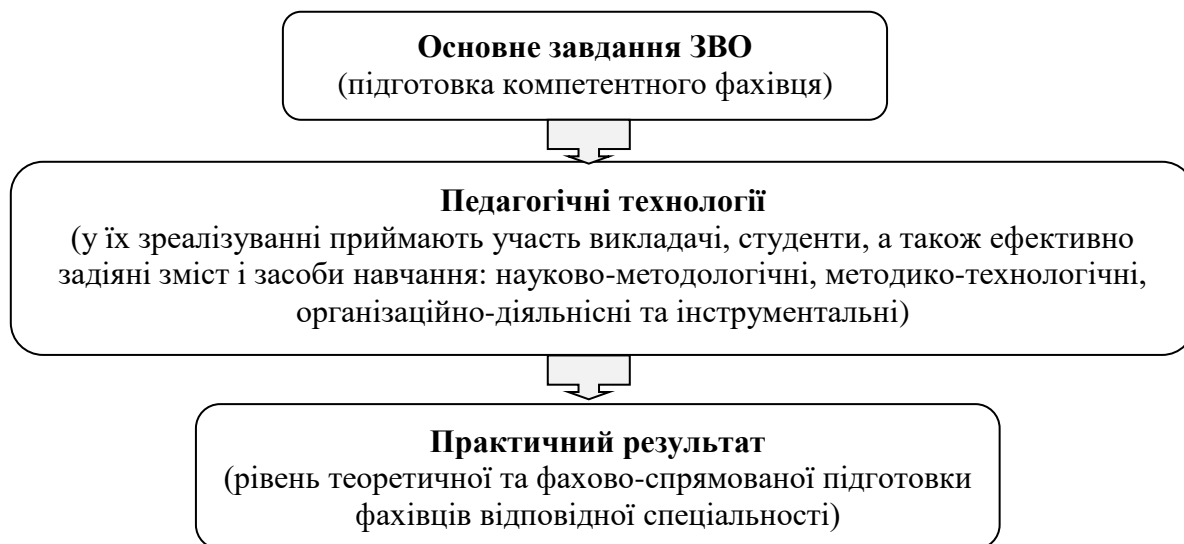 Основне завдання ЗВО
(підготовка компетентного фахівця)
Педагогічні технології
(у їх зреалізуванні приймають участь викладачі, студенти, а також ефективно
задіяні зміст і засоби навчання: науково-методологічні, методико-технологічні,
організаційно-діяльнісні та інструментальні)
Практичний результат
(рівень теоретичної та фахово-спрямованої підготовки
фахівців відповідної спеціальності)